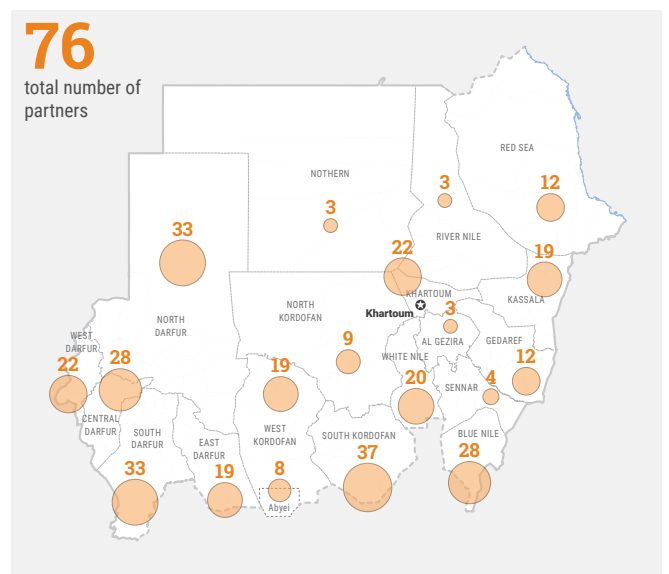 76
total number of
partners
RED SEA
NOTHERN
3
12
3
33
RIVER NILE
22
19
KHARTOUM
KASSALA
NORTH
KORDOFAN
Khartoum
3
NORTH
DARFUR
WEST
DARFUR
9
AL GEZIRA
GEDAREF
22
28
19
WHITE NILE
12
20
SENNAR
4
CENTRAL
DARFUR
SOUTH
DARFUR
EAST
DARFUR
WEST
KORDOFAN
SOUTH KORDOFAN
BLUE NILE
33
19
8
37
28
Abyei